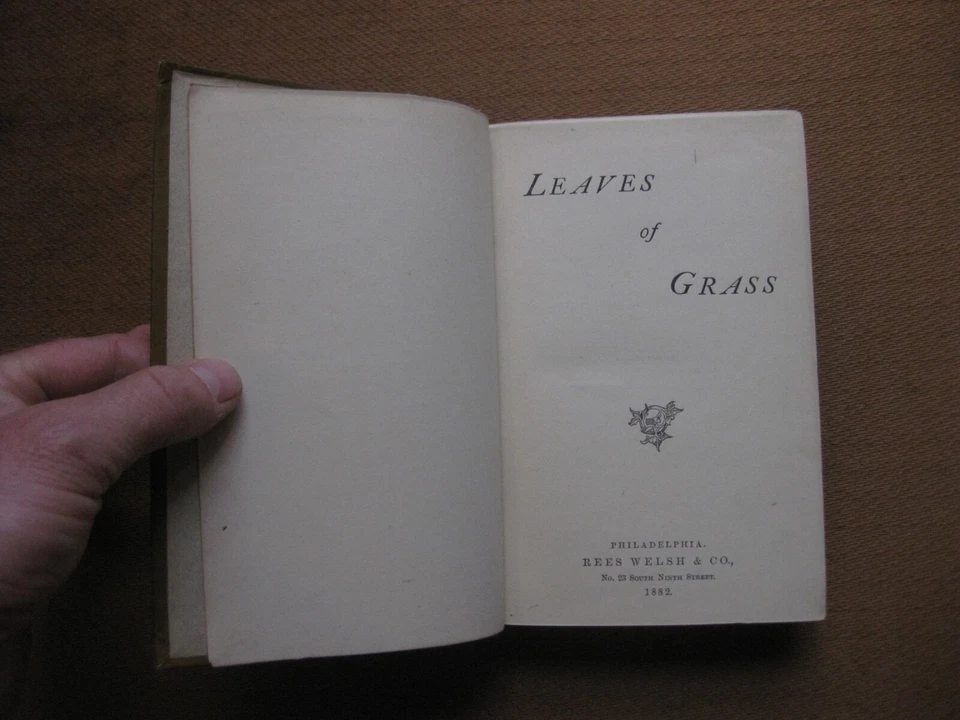 LEAVES
of
GRASS
PHILADELPHIA.
REES WELSH & CO.,
No. 23 South Ninth Street.
1882.